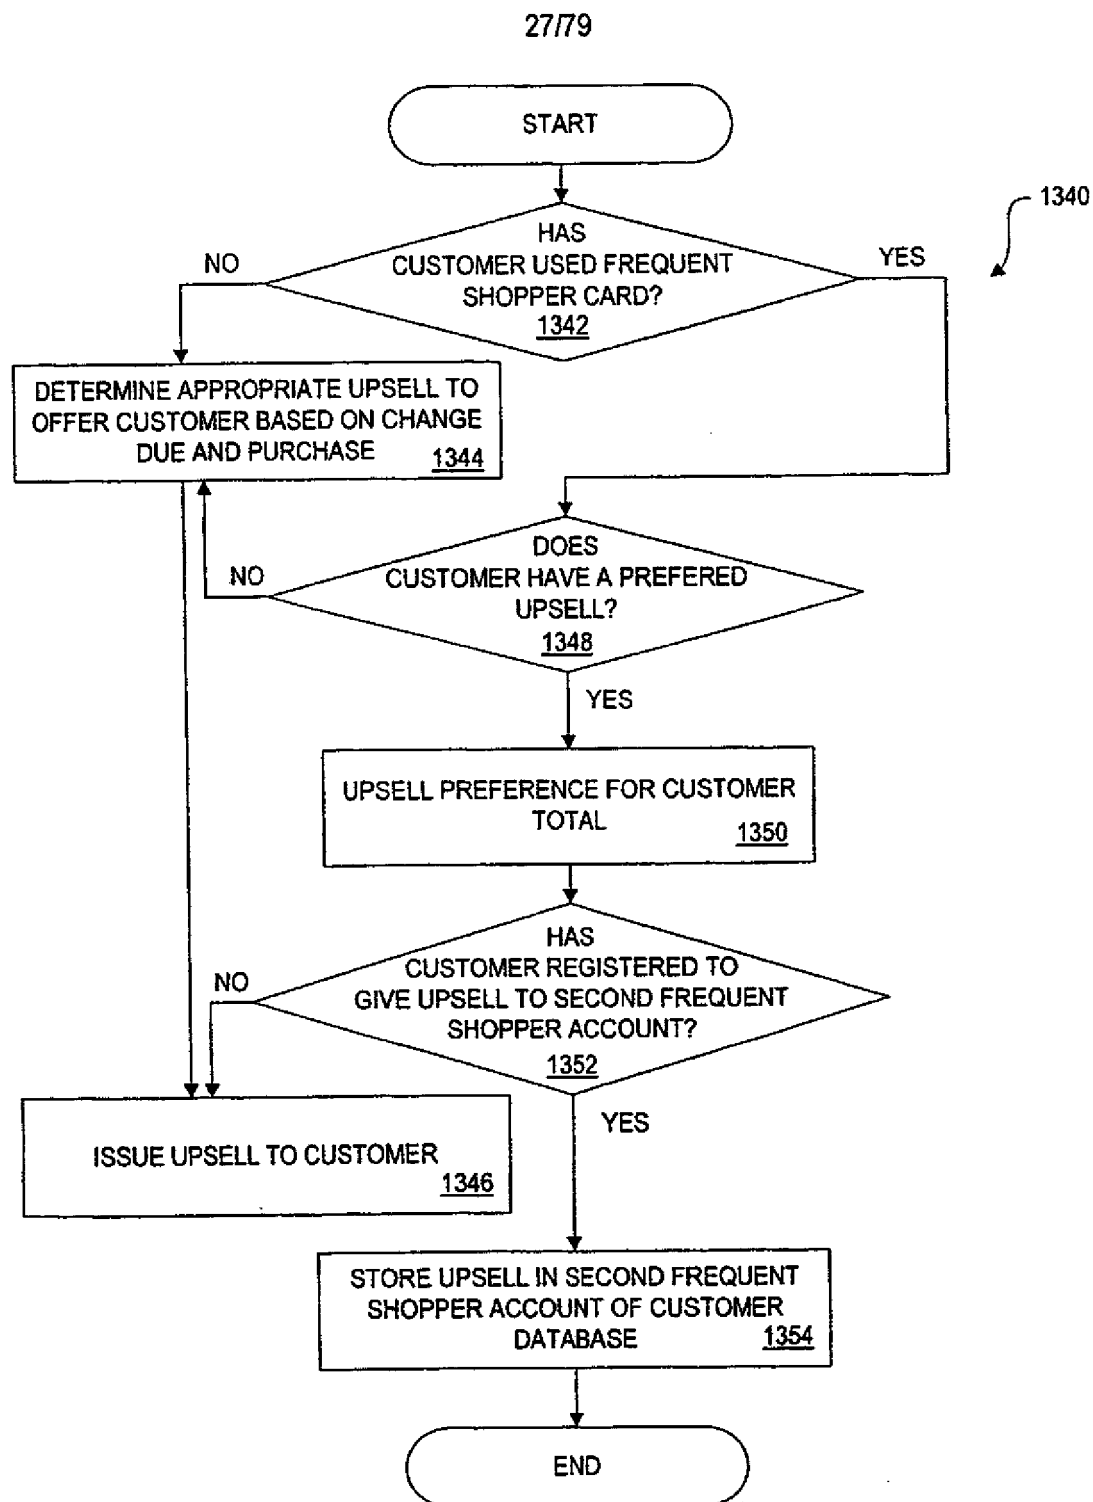 27/79
START
1340
HAS
CUSTOMER USED FREQUENT
SHOPPER CARD?
1342
NO
YES
DETERMINE APPROPRIATE UPSELL TO
OFFER CUSTOMER BASED ON CHANGE
DUE AND PURCHASE 1344
DOES
CUSTOMER HAVE A PREFERED
UPSELL?
1348
NO
YES
UPSELL PREFERENCE FOR CUSTOMER
TOTAL 1350
HAS
CUSTOMER REGISTERED TO
GIVE UPSELL TO SECOND FREQUENT
SHOPPER ACCOUNT?
1352
NO
YES
ISSUE UPSELL TO CUSTOMER
1346
STORE UPSELL IN SECOND FREQUENT
SHOPPER ACCOUNT OF CUSTOMER
DATABASE 1354
END